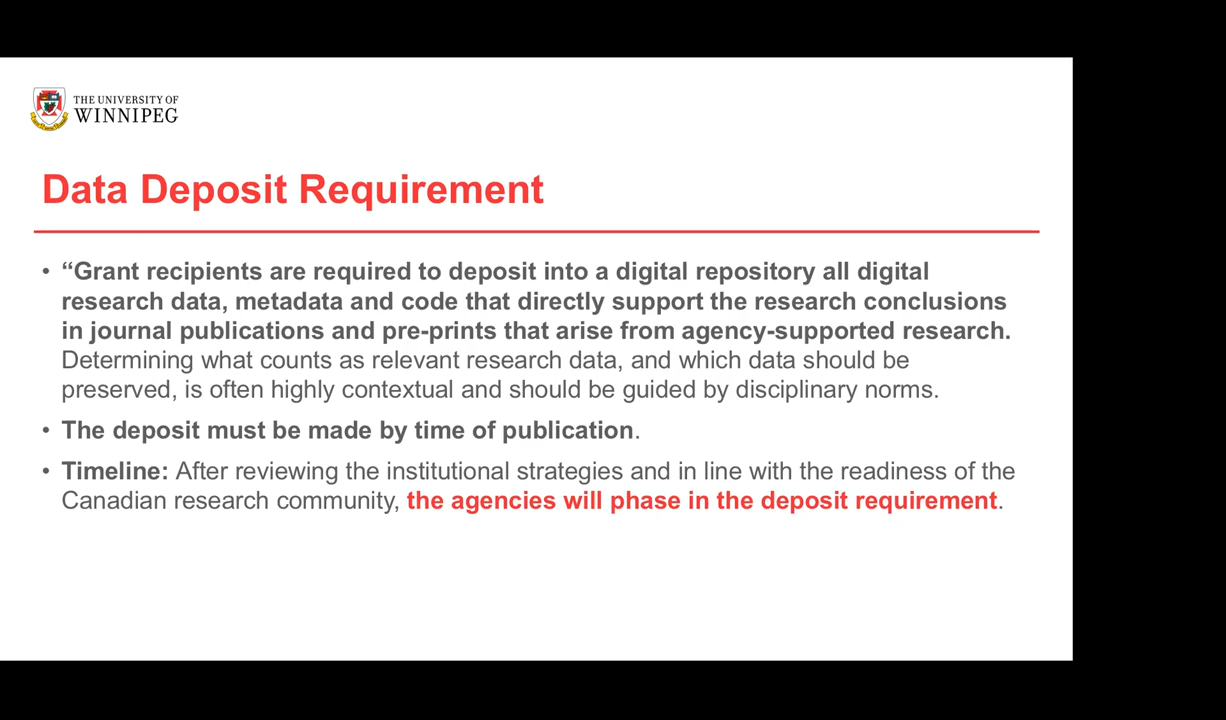 THE UNIVERSITY OF
WINNIPEG
Data Deposit Requirement
• “Grant recipients are required to deposit into a digital repository all digital
research data, metadata and code that directly support the research conclusions
in journal publications and pre-prints that arise from agency-supported research.
Determining what counts as relevant research data, and which data should be
preserved, is often highly contextual and should be guided by disciplinary norms.
• The deposit must be made by time of publication.
• Timeline: After reviewing the institutional strategies and in line with the readiness of the
Canadian research community, the agencies will phase in the deposit requirement.